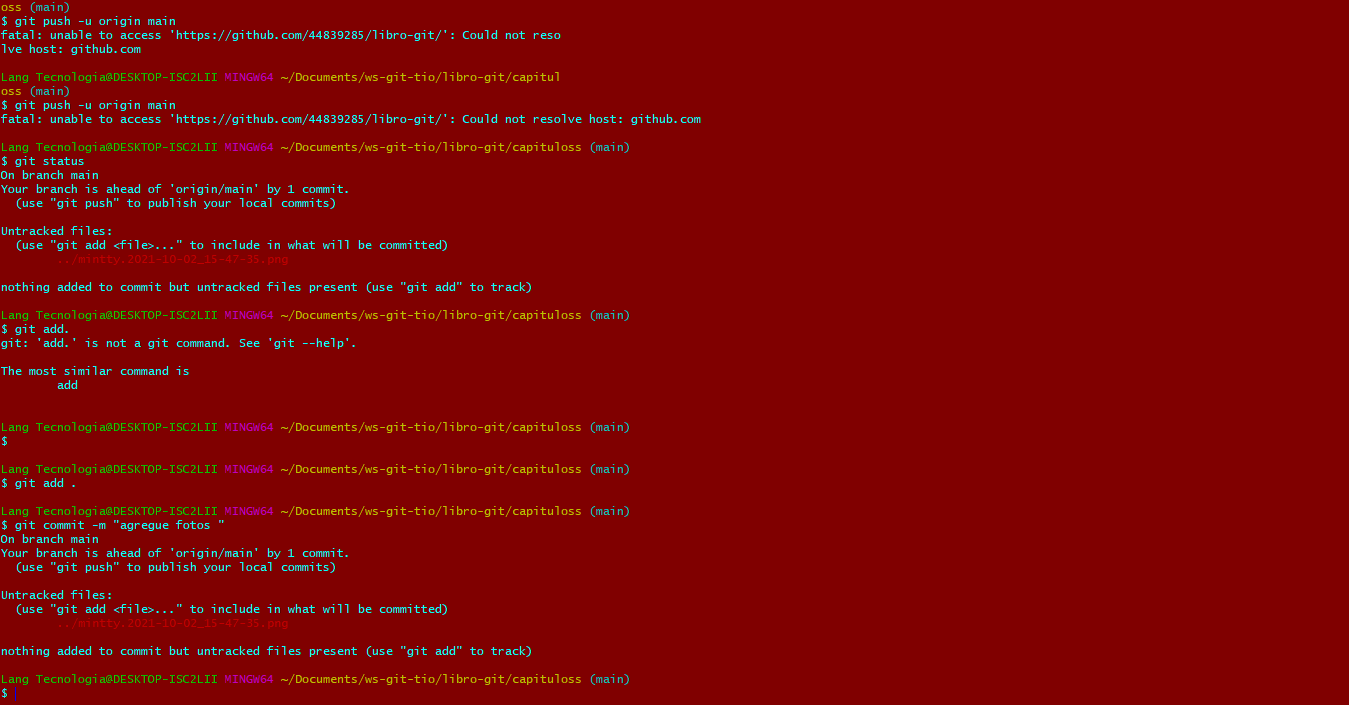 oss (main)
$ git push -u origin main
fatal: unable to access 'https://github.com/44839285/libro-git/': Could not reso
lve host: github.com
Lang Tecnologia@DESKTOP-ISC2LII MINGW64 ~/Documents/ws-git-tio/libro-git/capitul
oss (main)
$ git push -u origin main
fatal: unable to access 'https://github.com/44839285/libro-git/': Could not resolve host: github.com
Lang Tecnologia@DESKTOP-ISC2LII MINGW64 ~/Documents/ws-git-tio/libro-git/capituloss (main)
$ git status
On branch main
Your branch is ahead of 'origin/main' by 1 commit.
  (use "git push" to publish your local commits)
Untracked files:
  (use "git add <file>..." to include in what will be committed)
        ../mintty.2021-10-02_15-47-35.png
nothing added to commit but untracked files present (use "git add" to track)
Lang Tecnologia@DESKTOP-ISC2LII MINGW64 ~/Documents/ws-git-tio/libro-git/capituloss (main)
$ git add.
git: 'add.' is not a git command. See 'git --help'.
The most similar command is
        add
Lang Tecnologia@DESKTOP-ISC2LII MINGW64 ~/Documents/ws-git-tio/libro-git/capituloss (main)
$
Lang Tecnologia@DESKTOP-ISC2LII MINGW64 ~/Documents/ws-git-tio/libro-git/capituloss (main)
$ git add .
Lang Tecnologia@DESKTOP-ISC2LII MINGW64 ~/Documents/ws-git-tio/libro-git/capituloss (main)
$ git commit -m "agregue fotos "
On branch main
Your branch is ahead of 'origin/main' by 1 commit.
  (use "git push" to publish your local commits)
Untracked files:
  (use "git add <file>..." to include in what will be committed)
        ../mintty.2021-10-02_15-47-35.png
nothing added to commit but untracked files present (use "git add" to track)
Lang Tecnologia@DESKTOP-ISC2LII MINGW64 ~/Documents/ws-git-tio/libro-git/capituloss (main)
$